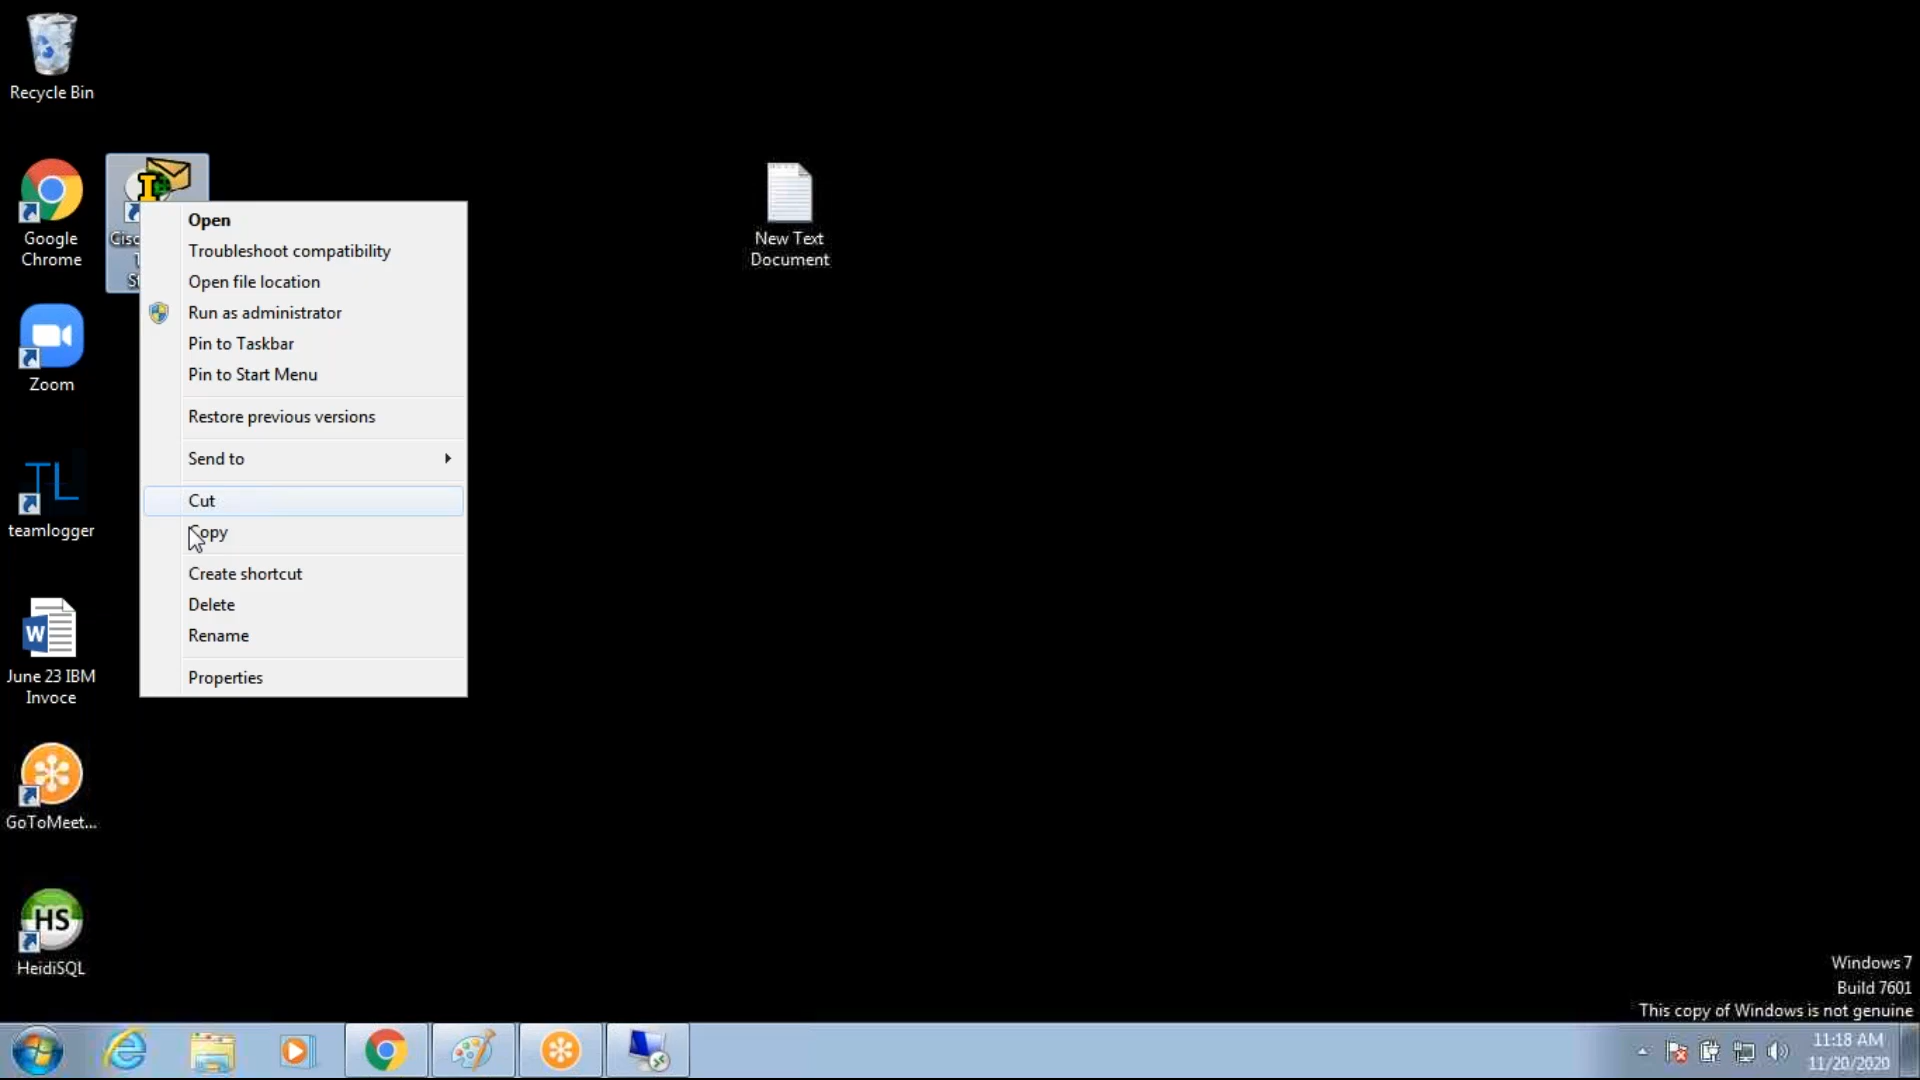 Recycle Bin
Google
Chrome
Zoom
teamlogger
June 23 IBM
Invoce
GoToMeet...
HeidiSQL
HS
TL
W
Cisc
Open
Troubleshoot compatibility
Open file location
Run as administrator
Pin to Taskbar
Pin to Start Menu
Restore previous versions
Send to
Cut
Copy
Create shortcut
Delete
Rename
Properties
New Text
Document
Windows 7
Build 7601
This copy of Windows is not genuine
11:18 AM
11/20/2020